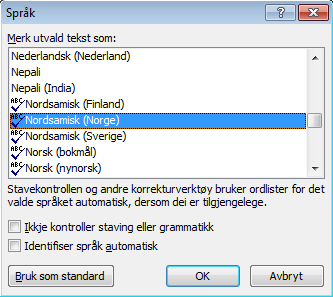 Språk
Merk utvald tekst som:
Nederlandsk (Nederland)
Nepali
Nepali (India)
Nordsamisk (Finland)
Nordsamisk (Norge)
Nordsamisk (Sverige)
Norsk (bokmål)
Norsk (nynorsk)
Stavekontrollen og andre korrekturverktøy bruker ordlister for det
valde språket automatisk, dersom dei er tilgjengelege.
Ikkje kontroller staving eller grammatikk
Identifiser språk automatisk
Bruk som standard
OK
Avbryt